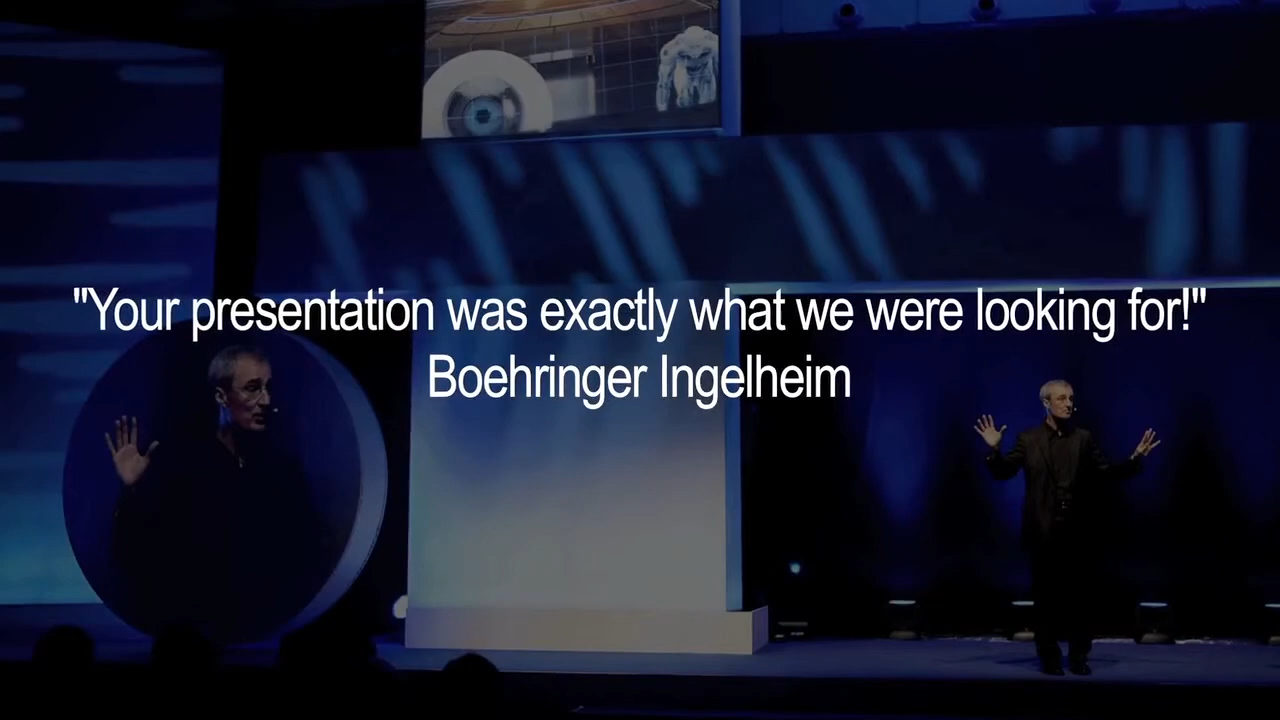 "Your presentation was exactly what we were looking for!"
Boehringer Ingelheim